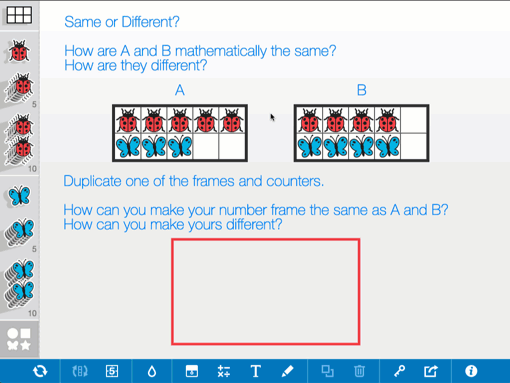 Same or Different?
How are A and B mathematically the same?
How are they different?
A B
5
10
Duplicate one of the frames and counters.
How can you make your number frame the same as A and B?
How can you make yours different?
5
10